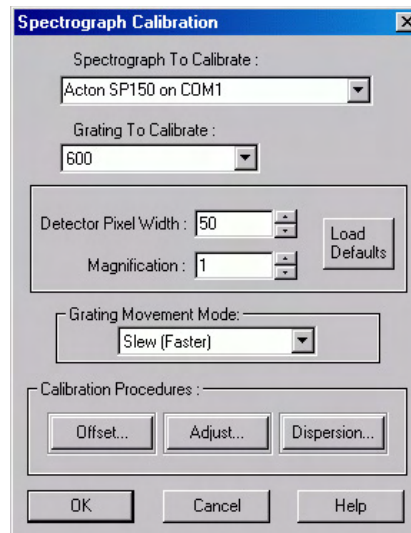 Spectrograph Calibration
Spectrograph To Calibrate :
Acton SP150 on COM1
Grating To Calibrate :
600
Detector Pixel Width : 50
Load
Defaults
Magnification : 1
Grating Movement Mode:
Slew (Faster)
Calibration Procedures :
Offset... Adjust... Dispersion...
OK Cancel Help